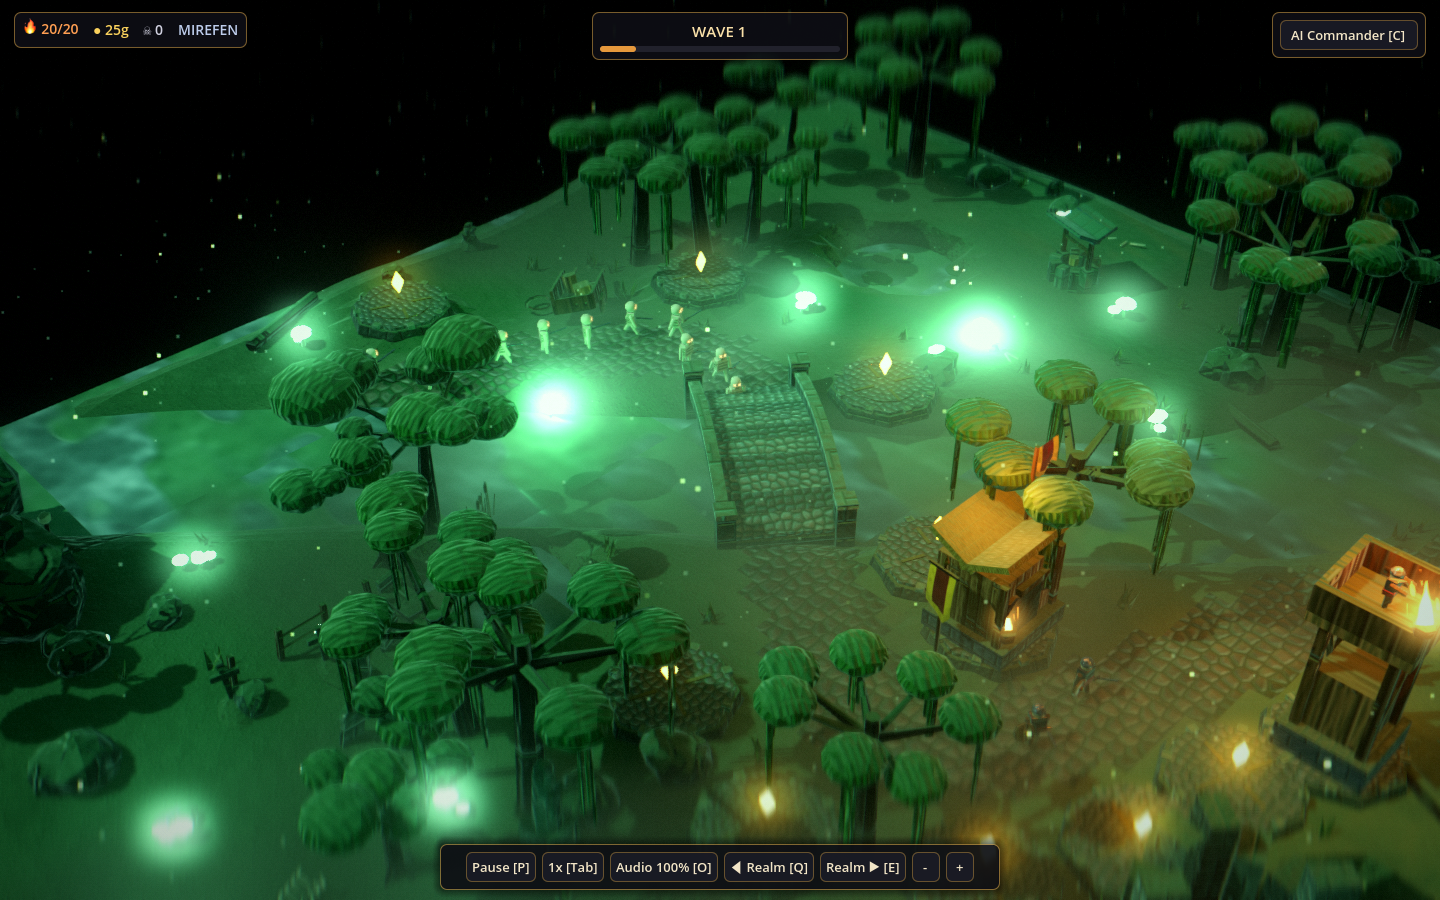 20/20 25g 0 MIREFEN
WAVE 1
AI Commander [C]
Pause [P] 1x [Tab] Audio 100% [O] Realm [Q] Realm [E] - +